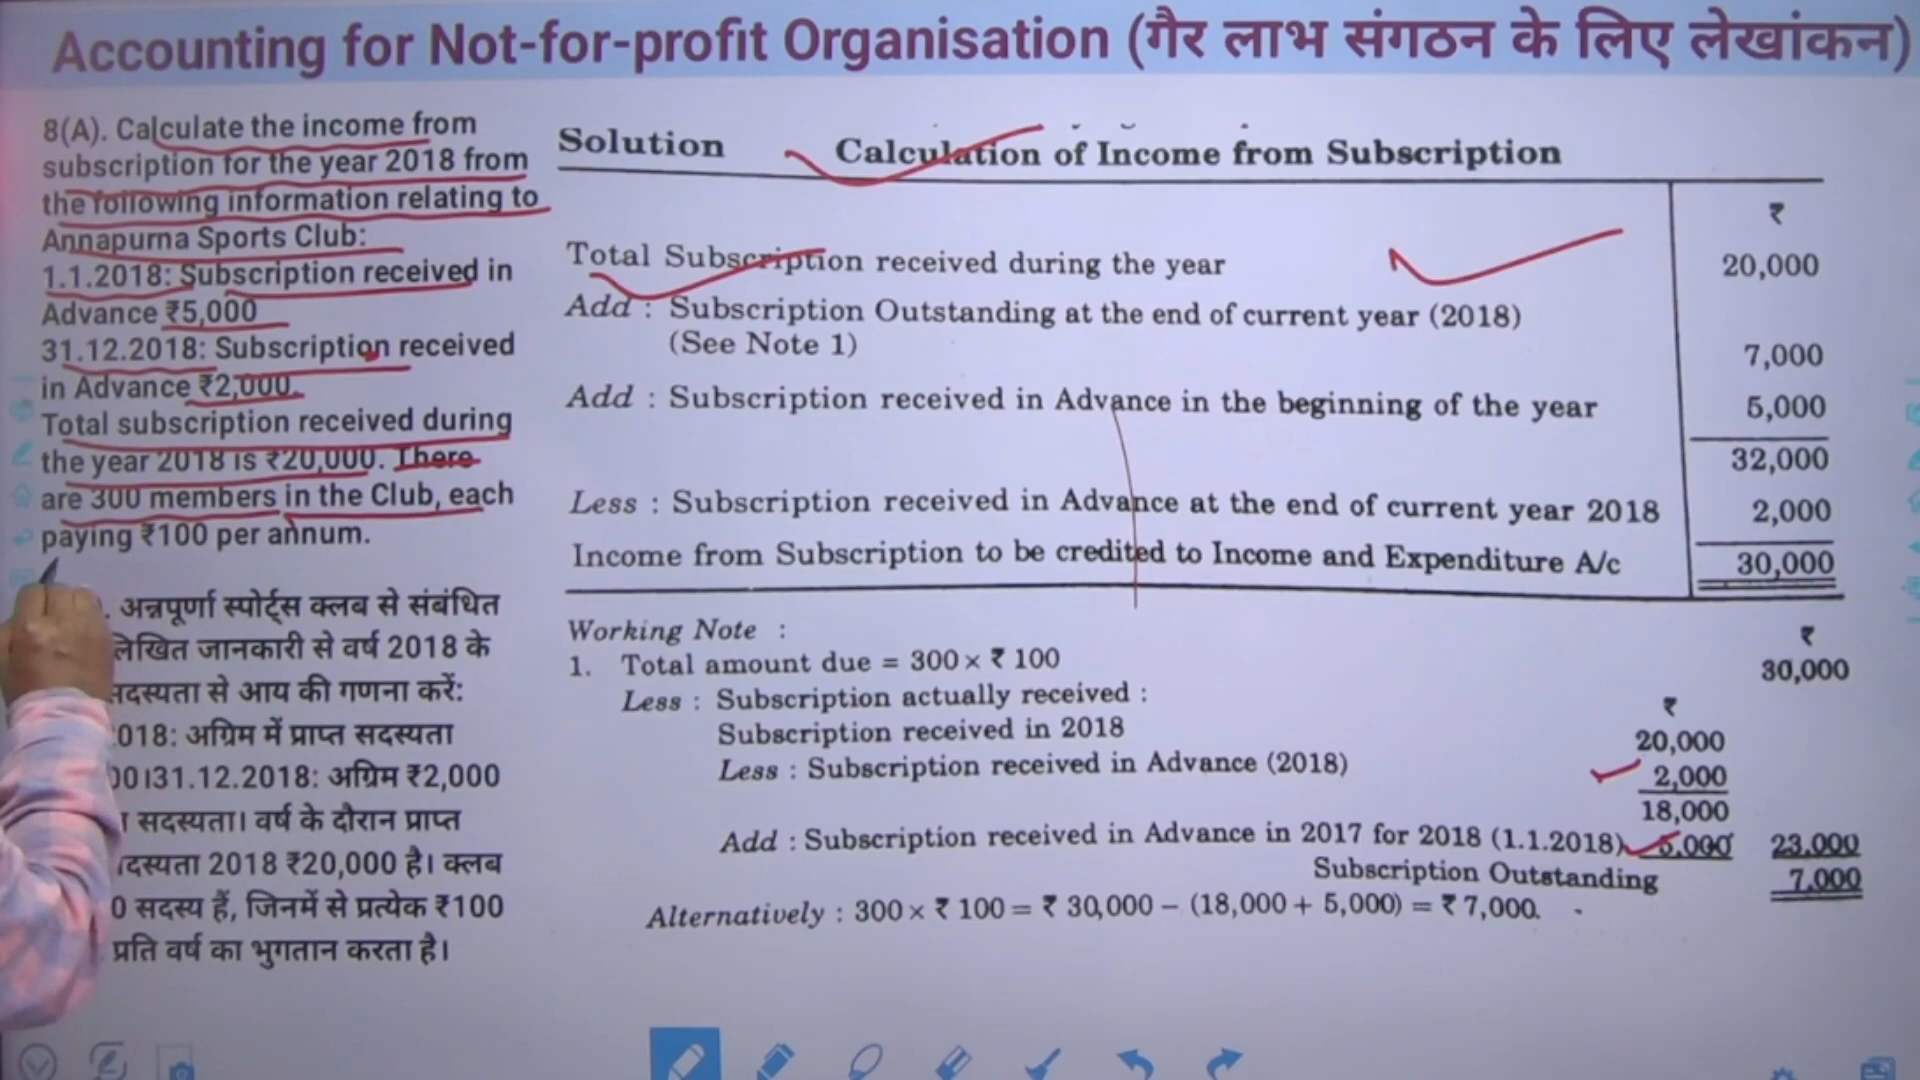 Accounting for Not-for-profit Organisation (गैर लाभ संगठन के लिए लेखांकन)
8(A). Calculate the income from
subscription for the year 2018 from
the following information relating to
Annapurna Sports Club:
1.1.2018: Subscription received in
Advance ₹5,000
31.12.2018: Subscription received
in Advance ₹2,000.
Total subscription received during
the year 2018 is ₹20,000. There
are 300 members in the Club, each
paying ₹100 per annum.
अन्नपूर्णा स्पोर्ट्स क्लब से संबंधित
जानकारी से वर्ष 2018 के
सदस्यता से आय की गणना करें:
018: अग्रिम में प्राप्त सदस्यता
00।31.12.2018: अग्रिम ₹2,000
सदस्यता। वर्ष के दौरान प्राप्त
2018 ₹20,000 है। क्लब
0 सदस्य हैं, जिनमें से प्रत्येक ₹100
प्रति वर्ष का भुगतान करता है।
Solution Calculation of Income from Subscription
₹
Total Subscription received during the year 20,000
Add : Subscription Outstanding at the end of current year (2018)
(See Note 1) 7,000
Add : Subscription received in Advance in the beginning of the year 5,000
32,000
Less : Subscription received in Advance at the end of current year 2018 2,000
Income from Subscription to be credited to Income and Expenditure A/c 30,000
Working Note : ₹
1. Total amount due = 300 × ₹ 100 30,000
Less : Subscription actually received : ₹
Subscription received in 2018 20,000
Less : Subscription received in Advance (2018) 2,000
18,000
Add : Subscription received in Advance in 2017 for 2018 (1.1.2018) 5,000 23,000
Subscription Outstanding 7,000
Alternatively : 300 × ₹ 100 = ₹ 30,000 – (18,000 + 5,000) = ₹ 7,000.